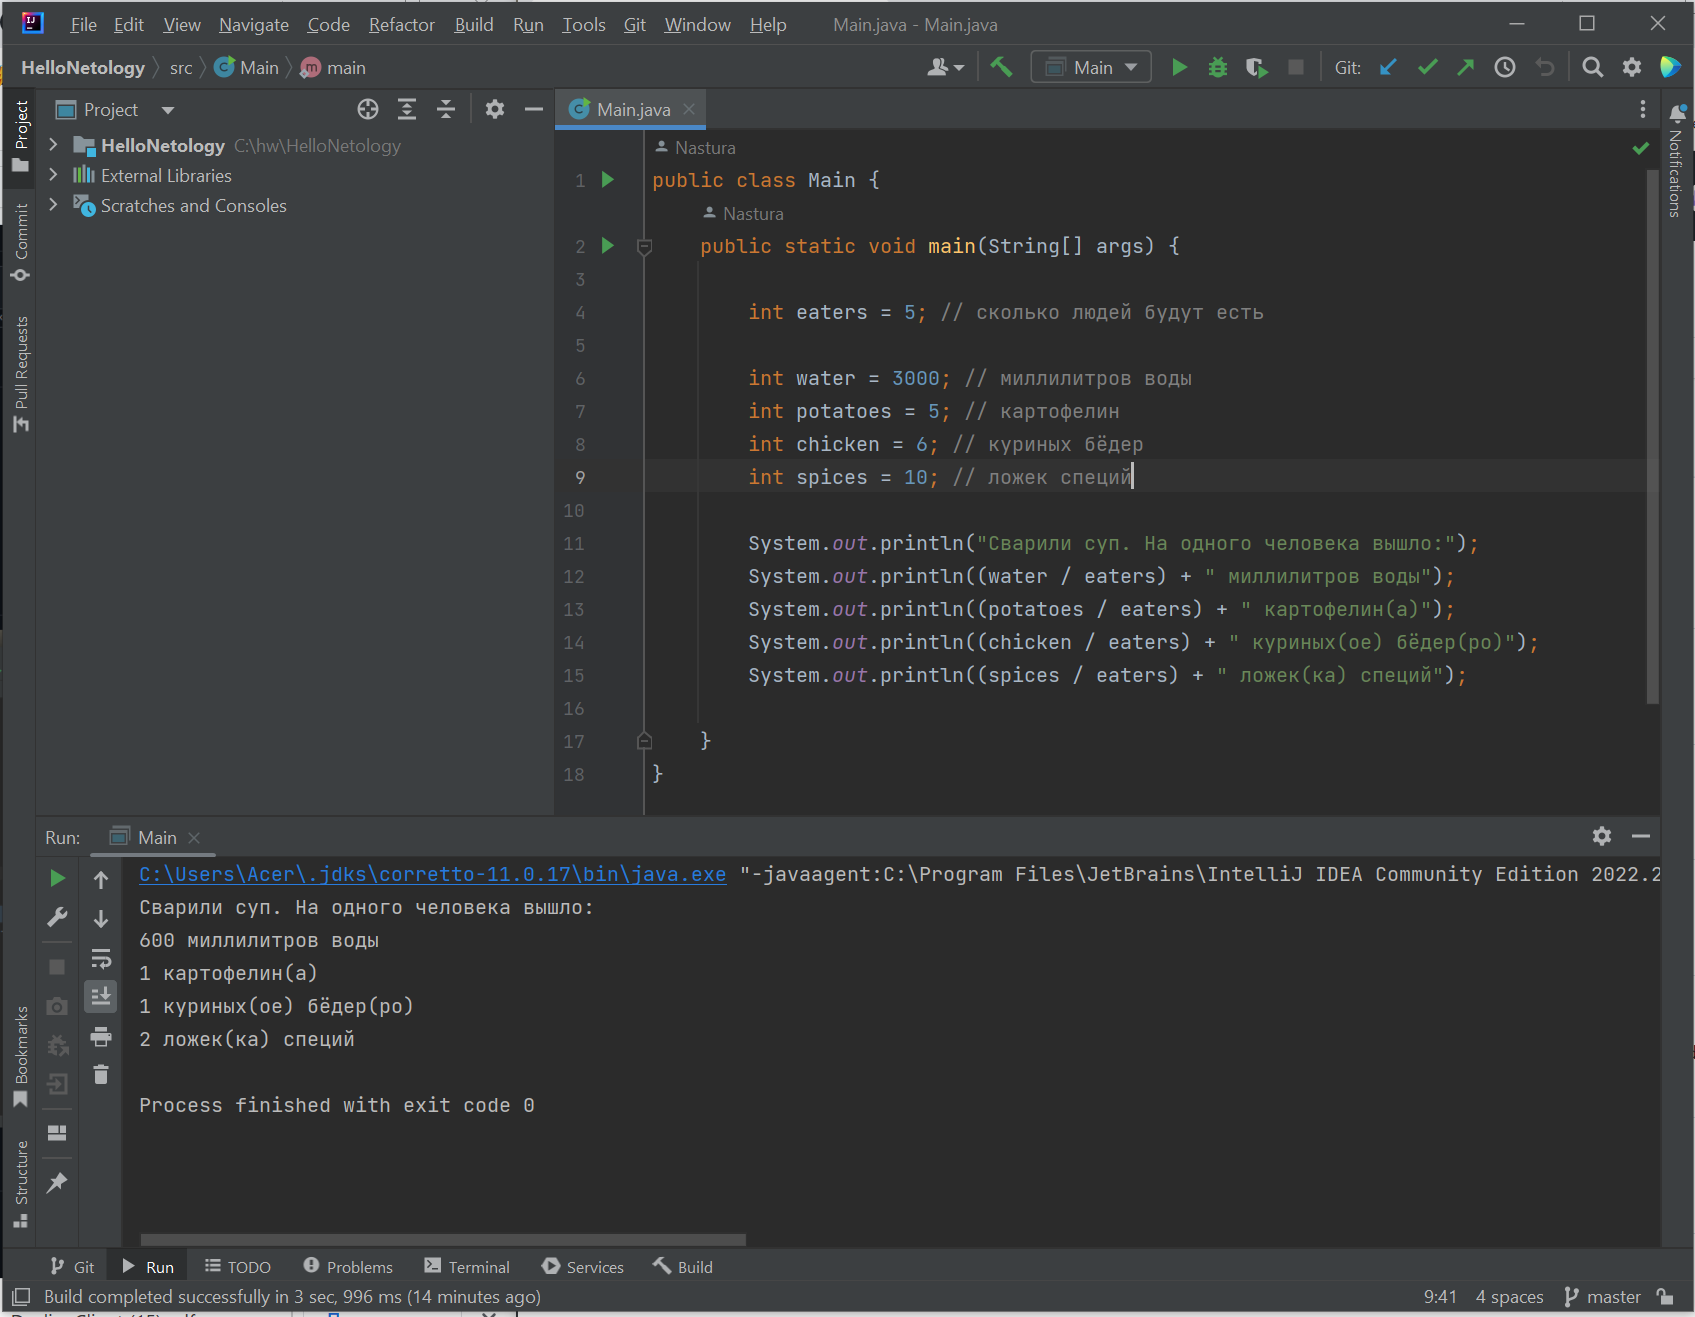 File Edit View Navigate Code Refactor Build Run Tools Git Window Help Main.java - Main.java
HelloNetology src Main main Main Git:
Project
Main.java
Project
HelloNetology C:\hw\HelloNetology
External Libraries
Scratches and Consoles
Commit
Pull Requests
Bookmarks
Structure
Notifications
Nastura
1 public class Main {
Nastura
2 public static void main(String[] args) {
3
4 int eaters = 5; // сколько людей будут есть
5
6 int water = 3000; // миллилитров воды
7 int potatoes = 5; // картофелин
8 int chicken = 6; // куриных бёдер
9 int spices = 10; // ложек специй
10
11 System.out.println("Сварили суп. На одного человека вышло:");
12 System.out.println((water / eaters) + " миллилитров воды");
13 System.out.println((potatoes / eaters) + " картофелин(а)");
14 System.out.println((chicken / eaters) + " куриных(ое) бёдер(ро)");
15 System.out.println((spices / eaters) + " ложек(ка) специй");
16
17 }
18 }
Run: Main
C:\Users\Acer\.jdks\corretto-11.0.17\bin\java.exe "-javaagent:C:\Program Files\JetBrains\IntelliJ IDEA Community Edition 2022.2
Сварили суп. На одного человека вышло:
600 миллилитров воды
1 картофелин(а)
1 куриных(ое) бёдер(ро)
2 ложек(ка) специй
Process finished with exit code 0
Git Run TODO Problems Terminal Services Build
Build completed successfully in 3 sec, 996 ms (14 minutes ago) 9:41 4 spaces master